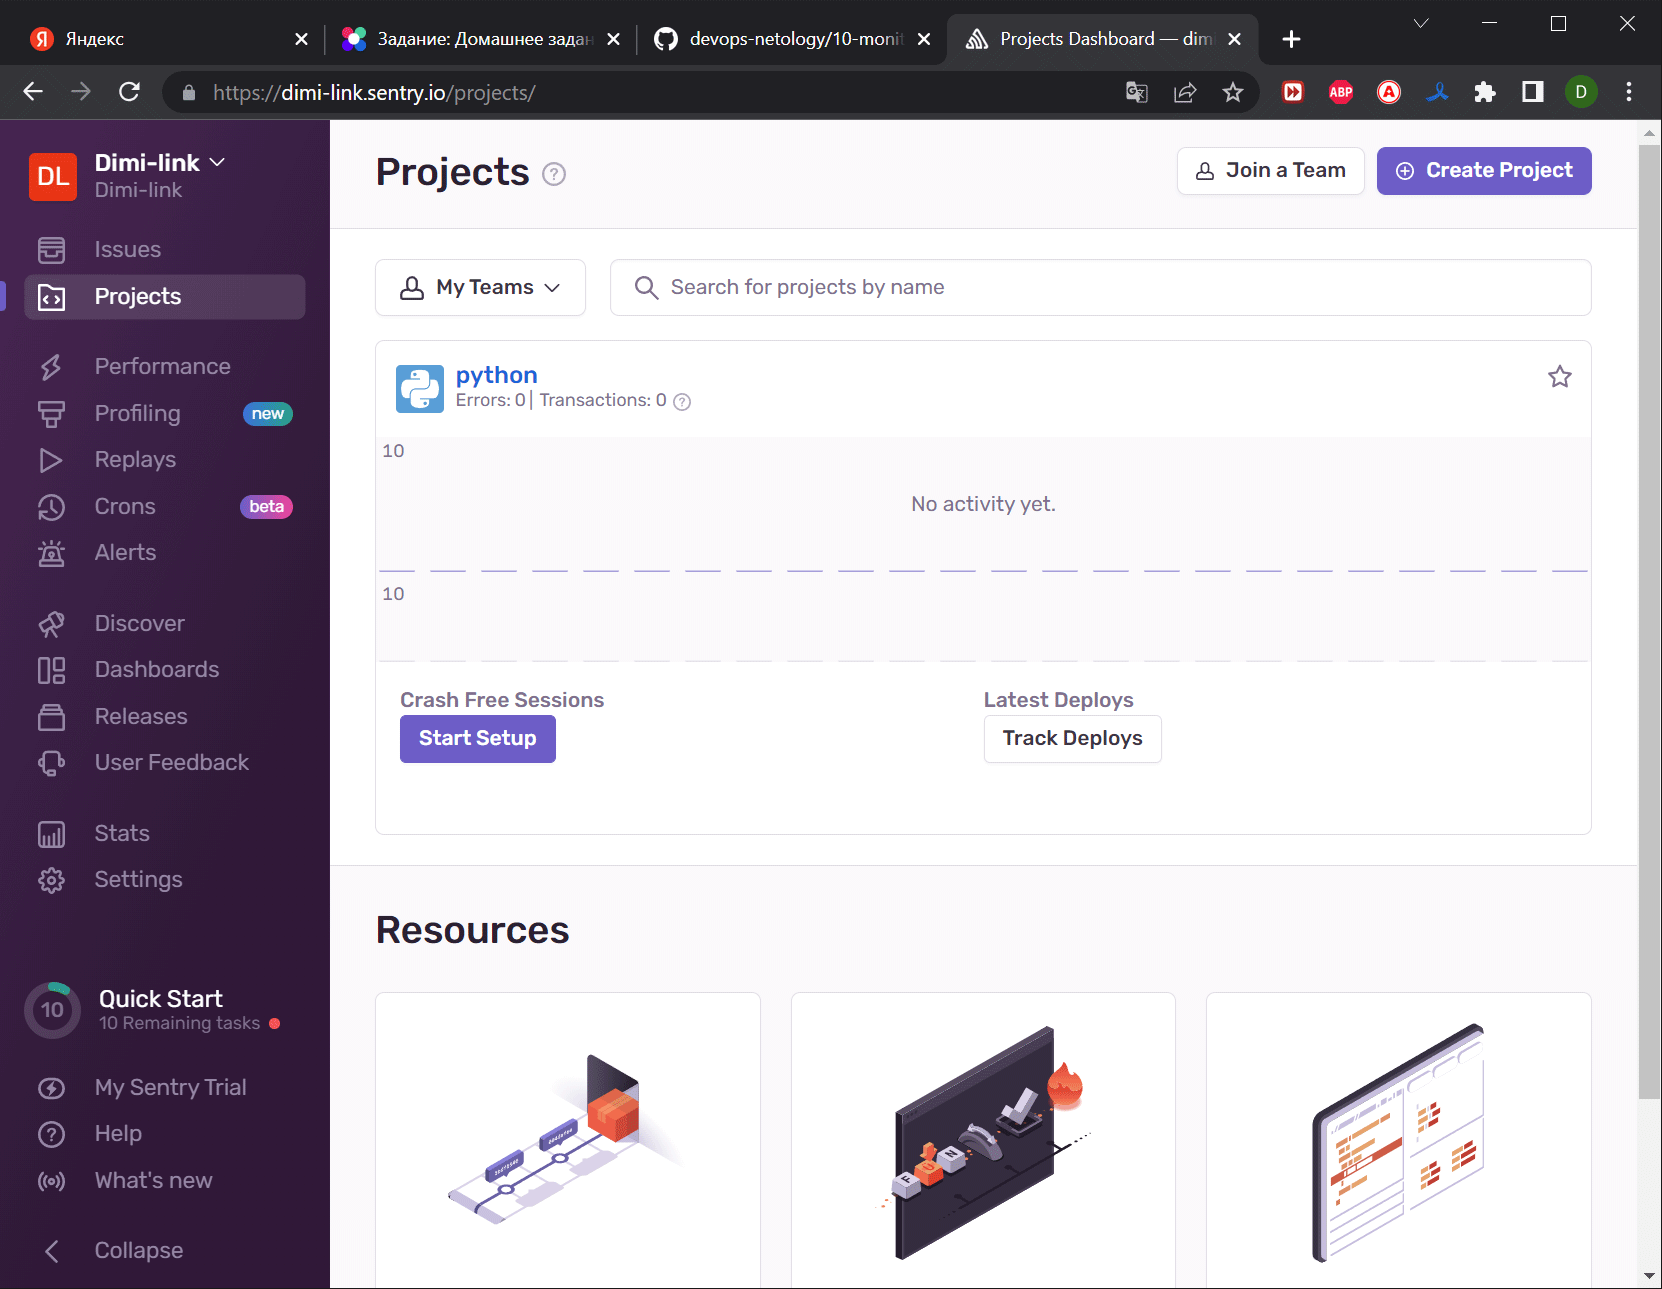 Яндекс
Задание: Домашнее задан
devops-netology/10-monit
Projects Dashboard — dim
https://dimi-link.sentry.io/projects/
ABP
A
D
DL
Dimi-link
Dimi-link
Issues
Projects
Performance
Profiling new
Replays
Crons beta
Alerts
Discover
Dashboards
Releases
User Feedback
Stats
Settings
10
Quick Start
10 Remaining tasks
My Sentry Trial
Help
What's new
Collapse
Projects
Join a Team
Create Project
My Teams
Search for projects by name
python
Errors: 0 | Transactions: 0
10
No activity yet.
10
Crash Free Sessions
Start Setup
Latest Deploys
Track Deploys
Resources
F U N